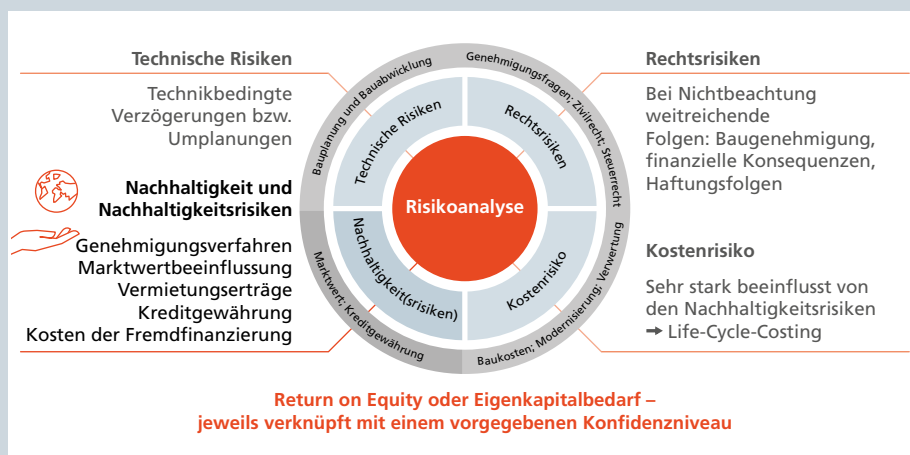 Technische Risiken
Technikbedingte
Verzögerungen bzw.
Umplanungen
Nachhaltigkeit und
Nachhaltigkeitsrisiken
Genehmigungsverfahren
Marktwertbeeinflussung
Vermietungserträge
Kreditgewährung
Kosten der Fremdfinanzierung
Bauplanung und Bauabwicklung
Genehmigungsfragen; Zivilrecht; Steuerrecht
Marktwert; Kreditgewährung
Baukosten; Modernisierung; Verwertung
Technische Risiken
Rechtsrisiken
Nachhaltigkeit(srisiken)
Kostenrisiko
Risikoanalyse
Rechtsrisiken
Bei Nichtbeachtung
weitreichende
Folgen: Baugenehmigung,
finanzielle Konsequenzen,
Haftungsfolgen
Kostenrisiko
Sehr stark beeinflusst von
den Nachhaltigkeitsrisiken
➞ Life-Cycle-Costing
Return on Equity oder Eigenkapitalbedarf –
jeweils verknüpft mit einem vorgegebenen Konfidenzniveau